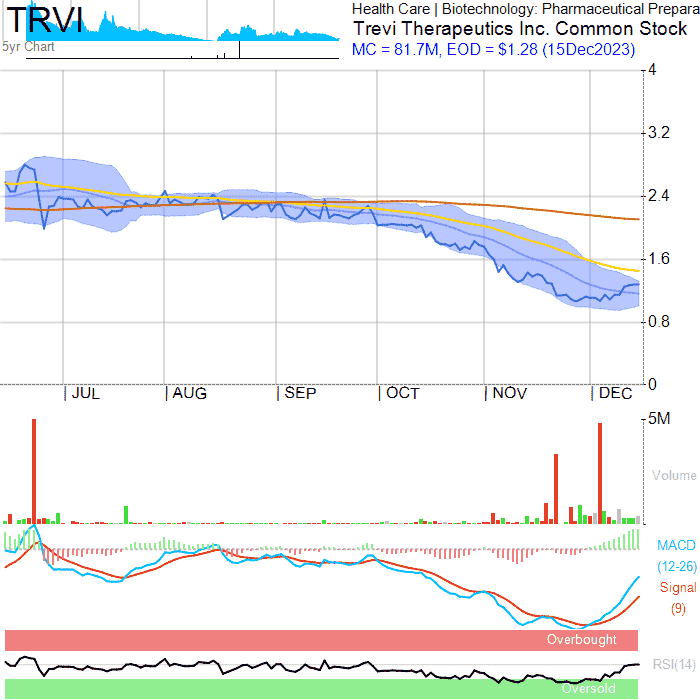 TRVI
5yr Chart
Health Care | Biotechnology: Pharmaceutical Prepara
Trevi Therapeutics Inc. Common Stock
MC = 81.7M, EOD = $1.28 (15Dec2023)
4
3.2
2.4
1.6
0.8
0
JUL
AUG
SEP
OCT
NOV
DEC
5M
Volume
MACD
(12-26)
Signal
(9)
Overbought
RSI(14)
Oversold